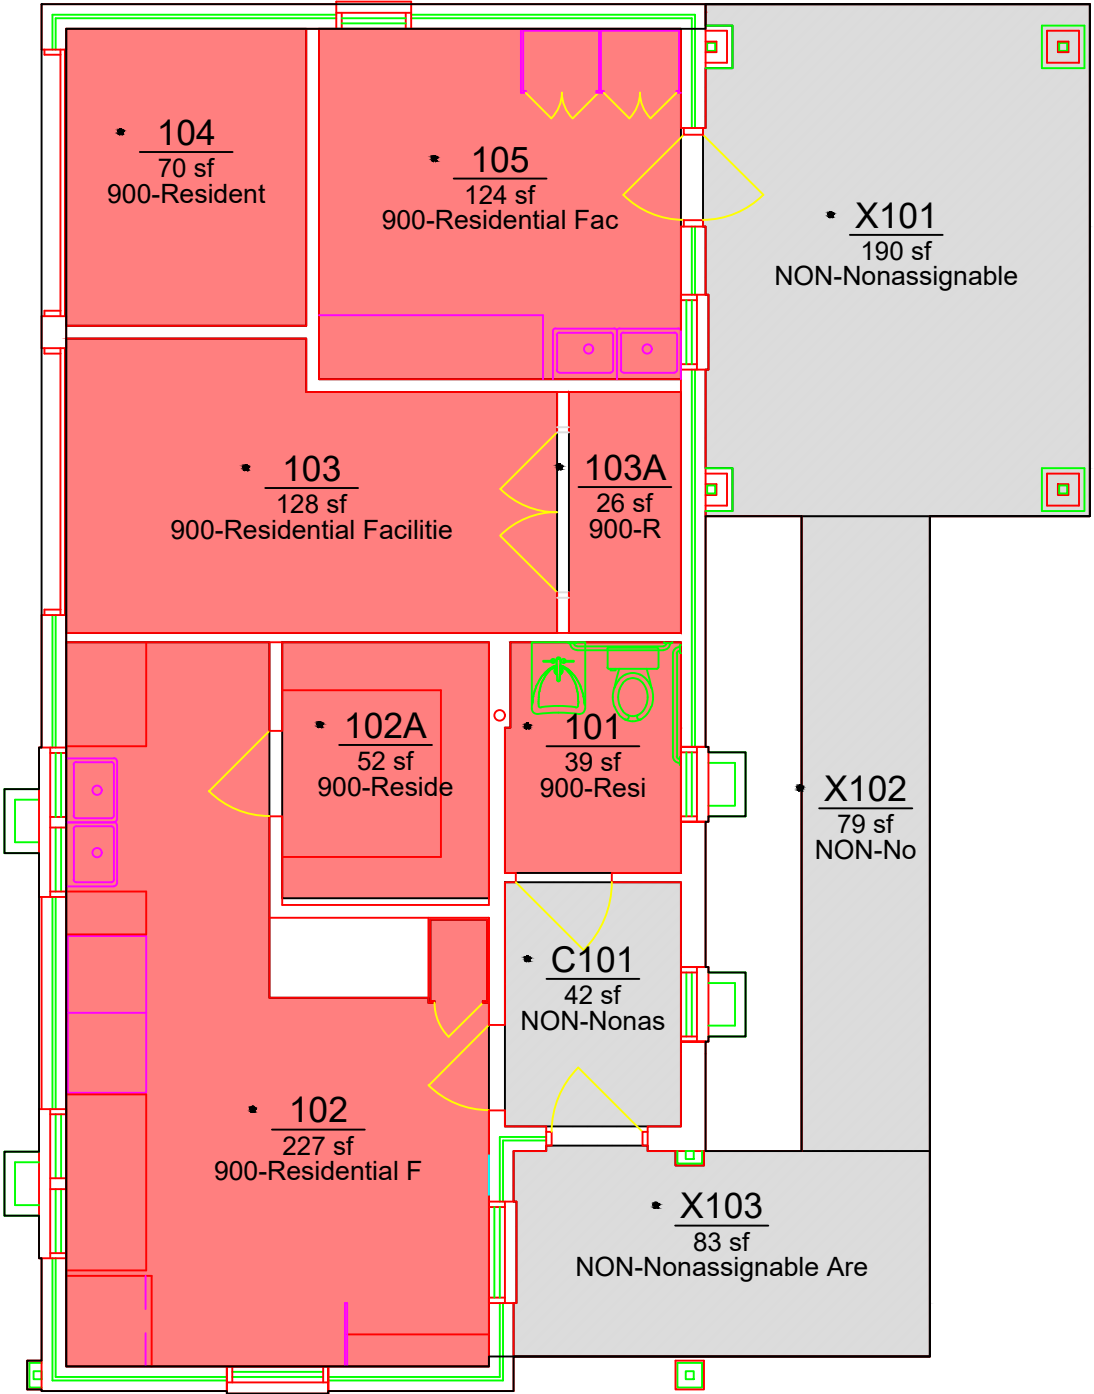 104
70 sf
900-Resident
105
124 sf
900-Residential Fac
X101
190 sf
NON-Nonassignable
103
128 sf
900-Residential Facilitie
103A
26 sf
900-R
102A
52 sf
900-Reside
101
39 sf
900-Resi
X102
79 sf
NON-No
C101
42 sf
NON-Nonas
102
227 sf
900-Residential F
X103
83 sf
NON-Nonassignable Are